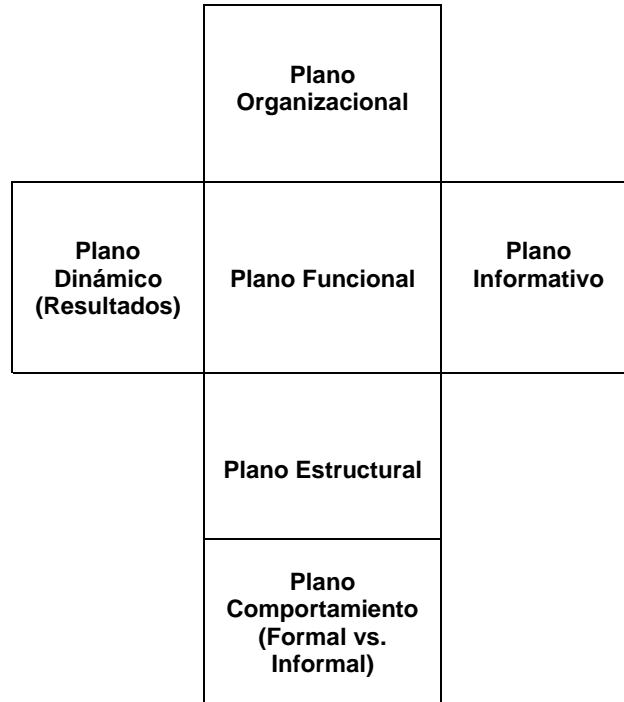 Plano
Organizacional
Plano
Dinámico
(Resultados)
Plano Funcional
Plano
Informativo
Plano Estructural
Plano
Comportamiento
(Formal vs.
Informal)